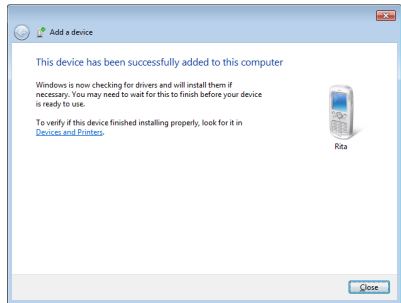 Add a device
This device has been successfully added to this computer
Windows is now checking for drivers and will install them if
necessary. You may need to wait for this to finish before your device
is ready to use.
To verify if this device finished installing properly, look for it in
Devices and Printers.
Rita
Close